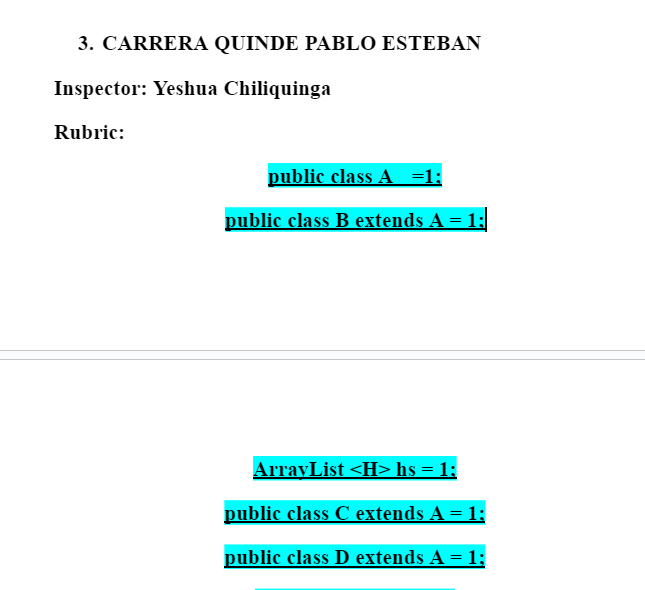 3. CARRERA QUINDE PABLO ESTEBAN
Inspector: Yeshua Chiliquinga
Rubric:
public class A =1;
public class B extends A = 1;
ArrayList <H> hs = 1;
public class C extends A = 1;
public class D extends A = 1;